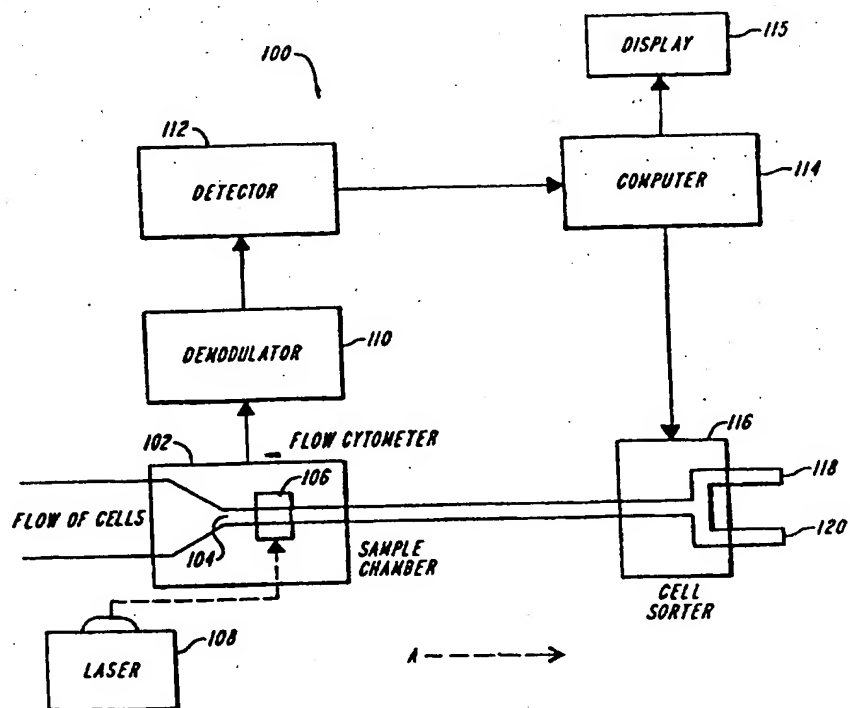 DISPLAY
115
100
112
DETECTOR
COMPUTER
114
DEMODULATOR
110
102
FLOW CYTOMETER
116
106
118
FLOW OF CELLS
104
SAMPLE
CHAMBER
120
CELL
SORTER
108
LASER
A